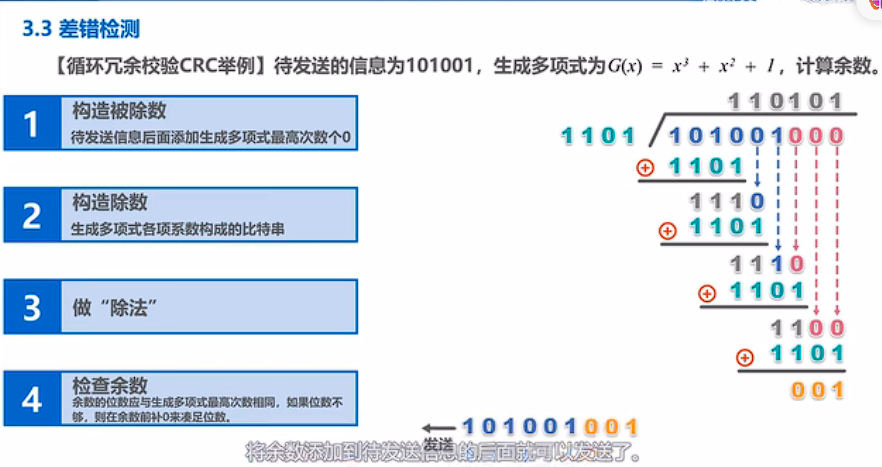 3.3 差错检测
【循环冗余校验CRC举例】待发送的信息为101001，生成多项式为G(x) = x³ + x² + 1，计算余数。
1 构造被除数
待发送信息后面添加生成多项式最高次数个0
2 构造除数
生成多项式各项系数构成的比特串
3 做“除法”
4 检查余数
余数的位数应与生成多项式最高次数相同，如果位数不
够，则在余数前补0来凑足位数。
110101
1101 101001000
⊕ 1101
1110
⊕ 1101
1110
⊕ 1101
1100
⊕ 1101
001
101001001
发送
将余数添加到待发送信息的后面就可以发送了。